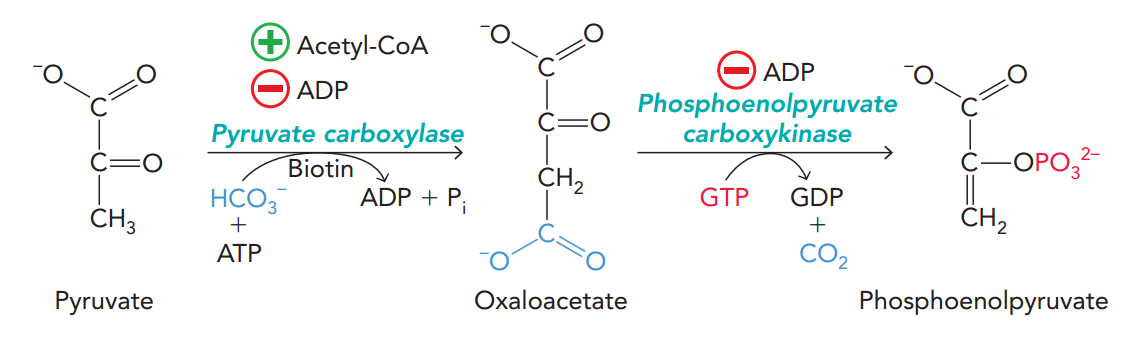 ⊕ Acetyl-CoA
⊖ ADP
Pyruvate carboxylase
Biotin
HCO₃⁻
+
ATP
ADP + Pᵢ
⁻O
O
C
C=O
CH₃
Pyruvate
⁻O
O
C
C=O
CH₂
C
⁻O
O
Oxaloacetate
⊖ ADP
Phosphoenolpyruvate
carboxykinase
GTP
GDP
+
CO₂
⁻O
O
C
C—OPO₃²⁻
CH₂
Phosphoenolpyruvate